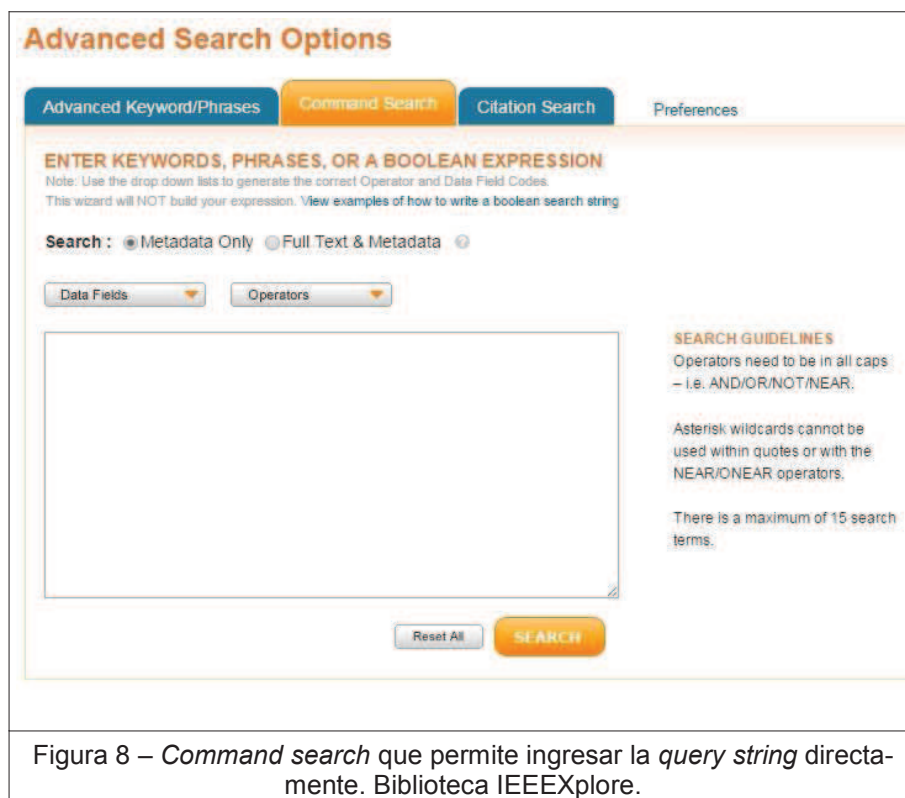 Advanced Search Options
Advanced Keyword/Phrases
Command Search
Citation Search
Preferences
ENTER KEYWORDS, PHRASES, OR A BOOLEAN EXPRESSION
Note: Use the drop down lists to generate the correct Operator and Data Field Codes.
This wizard will NOT build your expression. View examples of how to write a boolean search string
Search : Metadata Only Full Text & Metadata ?
Data Fields
Operators
SEARCH GUIDELINES
Operators need to be in all caps
– i.e. AND/OR/NOT/NEAR.
Asterisk wildcards cannot be
used within quotes or with the
NEAR/ONEAR operators.
There is a maximum of 15 search
terms.
Reset All
SEARCH
Figura 8 – Command search que permite ingresar la query string directa-
mente. Biblioteca IEEEXplore.